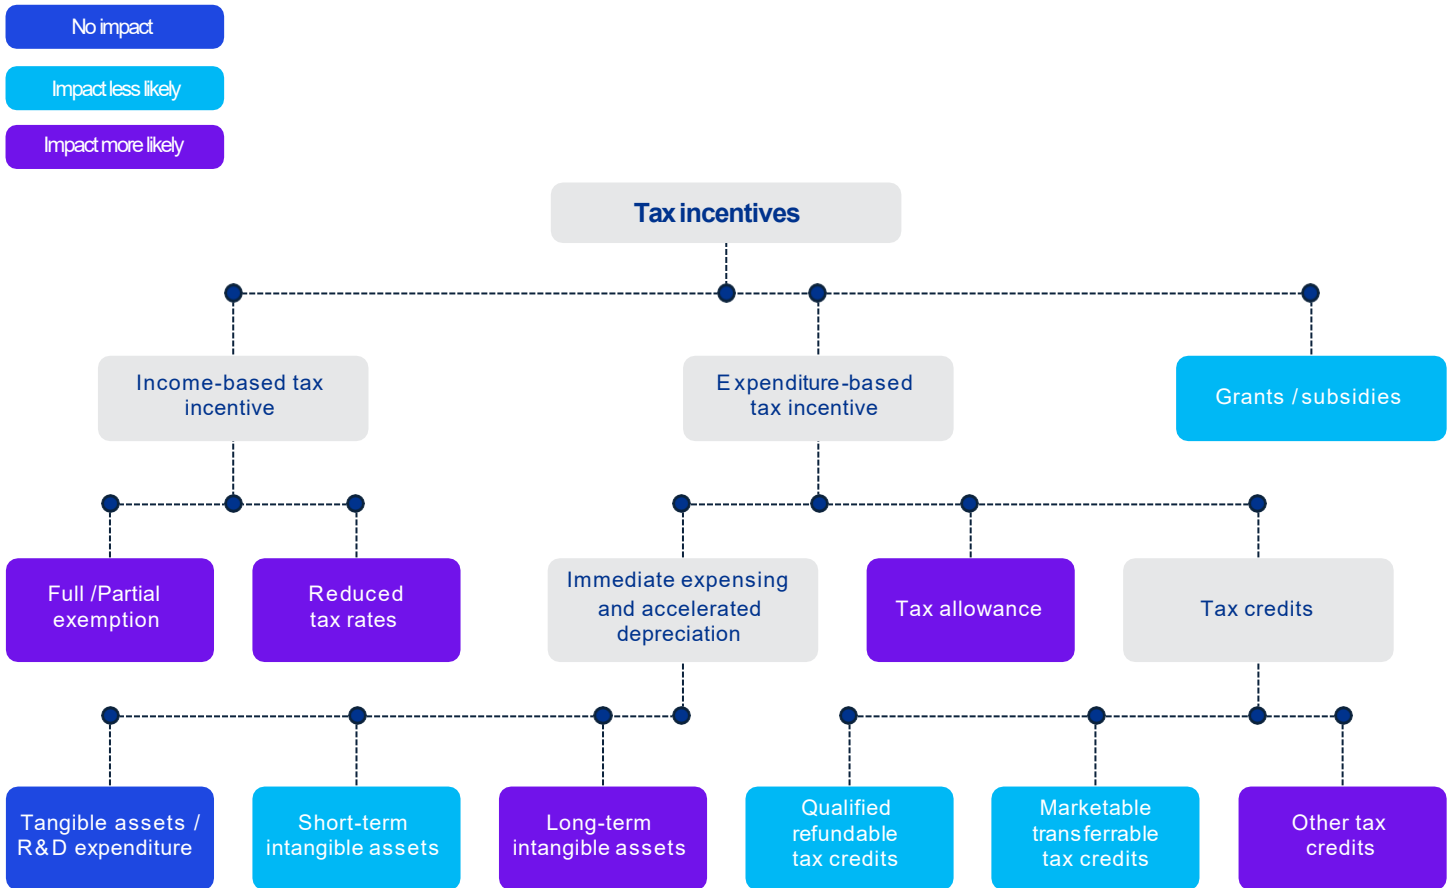 No impact
Impact less likely
Impact more likely
Tax incentives
Income-based tax
incentive
Expenditure-based
tax incentive
Grants / subsidies
Full /Partial
exemption
Reduced
tax rates
Immediate expensing
and accelerated
depreciation
Tax allowance
Tax credits
Tangible assets /
R&D expenditure
Short-term
intangible assets
Long-term
intangible assets
Qualified
refundable
tax credits
Marketable
transferrable
tax credits
Other tax
credits